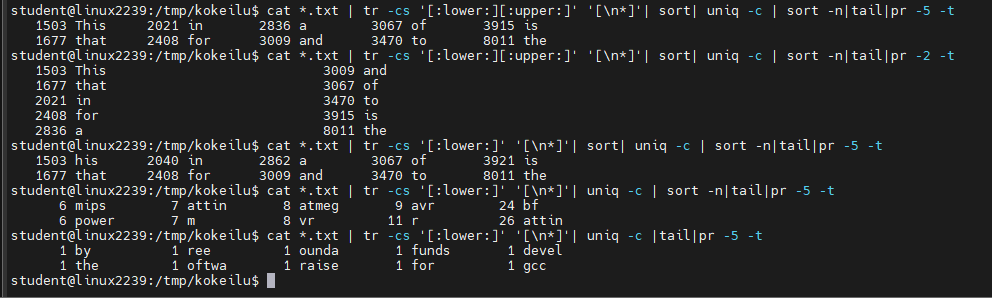 student@linux2239:/tmp/kokeilu$ cat *.txt | tr -cs '[:lower:][:upper:]' '[\n*]'| sort| uniq -c | sort -n|tail|pr -5 -t
1503 This 2021 in 2836 a 3067 of 3915 is
1677 that 2408 for 3009 and 3470 to 8011 the
student@linux2239:/tmp/kokeilu$ cat *.txt | tr -cs '[:lower:][:upper:]' '[\n*]'| sort| uniq -c | sort -n|tail|pr -2 -t
1503 This 3009 and
1677 that 3067 of
2021 in 3470 to
2408 for 3915 is
2836 a 8011 the
student@linux2239:/tmp/kokeilu$ cat *.txt | tr -cs '[:lower:]' '[\n*]'| sort| uniq -c | sort -n|tail|pr -5 -t
1503 his 2040 in 2862 a 3067 of 3921 is
1677 that 2408 for 3009 and 3470 to 8011 the
student@linux2239:/tmp/kokeilu$ cat *.txt | tr -cs '[:lower:]' '[\n*]'| uniq -c | sort -n|tail|pr -5 -t
6 mips 7 attin 8 atmeg 9 avr 24 bf
6 power 7 m 8 vr 11 r 26 attin
student@linux2239:/tmp/kokeilu$ cat *.txt | tr -cs '[:lower:]' '[\n*]'| uniq -c |tail|pr -5 -t
1 by 1 ree 1 ounda 1 funds 1 devel
1 the 1 oftwa 1 raise 1 for 1 gcc
student@linux2239:/tmp/kokeilu$